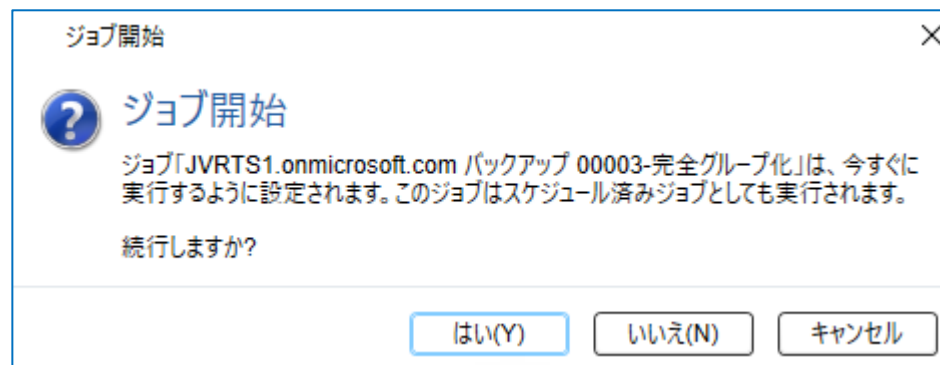 ジョブ開始
ジョブ開始
ジョブ「JVRTS1.onmicrosoft.com バックアップ 00003-完全グループ化」は、今すぐに
実行するように設定されます。このジョブはスケジュール済みジョブとしても実行されます。
続行しますか?
はい(Y)
いいえ(N)
キャンセル